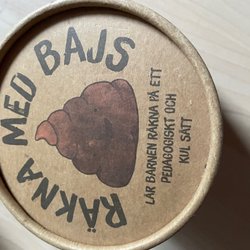 RÄKNA MED BAJS
LÄR BARNEN RÄKNA PÅ ETT
PEDAGOGISKT OCH
KUL SÄTT